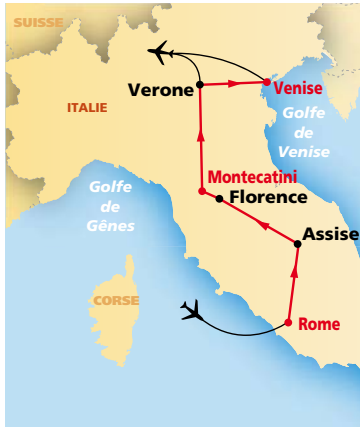 SUISSE
Verone
Venise
ITALIE
Golfe
de
Venise
Montecatini
Golfe
de
Gênes
Florence
Assise
CORSE
Rome